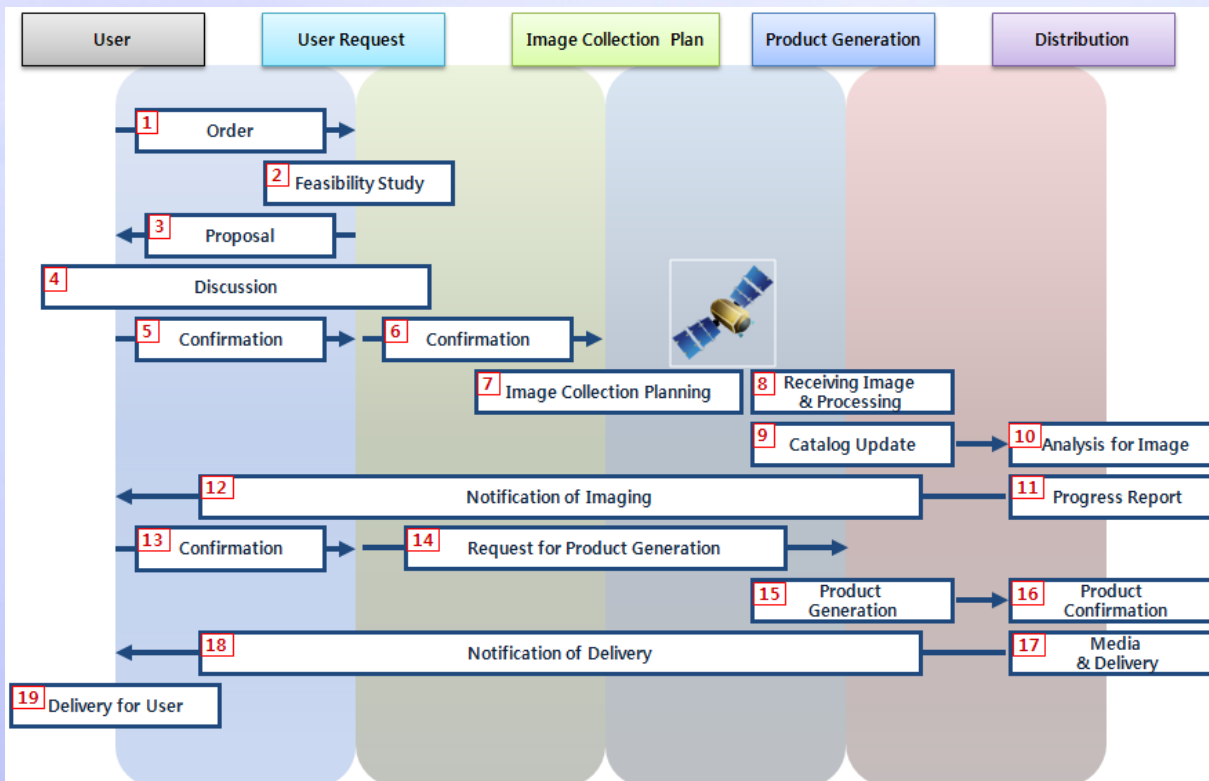 User
User Request
Image Collection Plan
Product Generation
Distribution
1
Order
2
Feasibility Study
3
Proposal
4
Discussion
5
Confirmation
6
Confirmation
7
Image Collection Planning
8
Receiving Image
& Processing
9
Catalog Update
10
Analysis for Image
12
Notification of Imaging
11
Progress Report
13
Confirmation
14
Request for Product Generation
15
Product
Generation
16
Product
Confirmation
18
Notification of Delivery
17
Media
& Delivery
19
Delivery for User